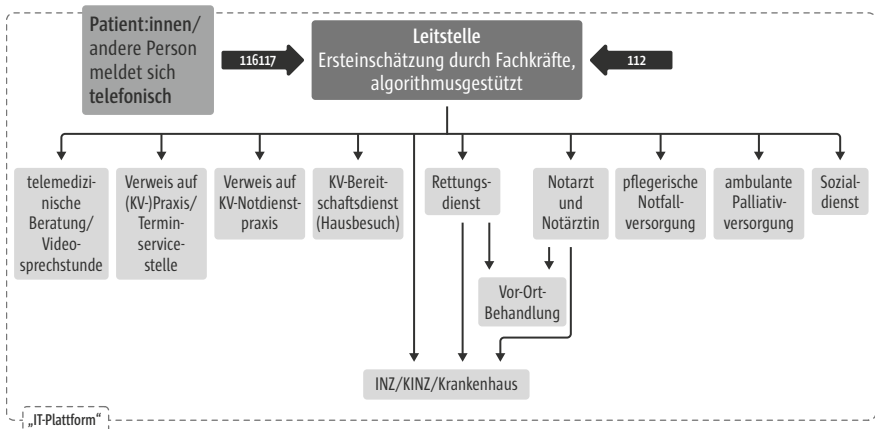 Patient:innen/
andere Person
meldet sich
telefonisch
116117
Leitstelle
Ersteinschätzung durch Fachkräfte,
algorithmusgestützt
112
telemedizi-
nische
Beratung/
Video-
sprechstunde
Verweis auf
(KV-)Praxis/
Termin-
service-
stelle
Verweis auf
KV-Notdienst-
praxis
KV-Bereit-
schaftsdienst
(Hausbesuch)
Rettungs-
dienst
Notarzt
und
Notärztin
pflegerische
Notfall-
versorgung
ambulante
Palliativ-
versorgung
Sozial-
dienst
Vor-Ort-
Behandlung
INZ/KINZ/Krankenhaus
„IT-Plattform“